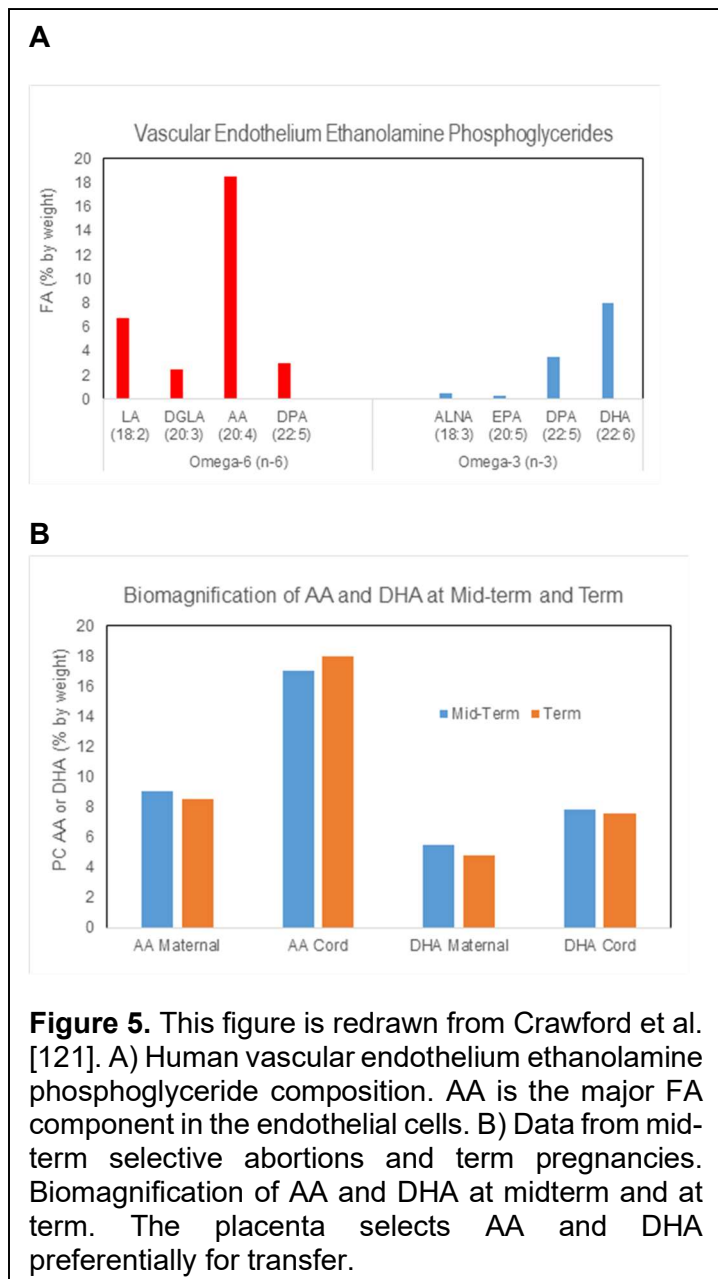 A
Vascular Endothelium Ethanolamine Phosphoglycerides
FA (% by weight)
20
18
16
14
12
10
8
6
4
2
0
LA DGLA AA DPA ALNA EPA DPA DHA
(18:2) (20:3) (20:4) (22:5) (18:3) (20:5) (22:5) (22:6)
Omega-6 (n-6) Omega-3 (n-3)
B
Biomagnification of AA and DHA at Mid-term and Term
PC AA or DHA (% by weight)
20
18
16
14
12
10
8
6
4
2
0
Mid-Term Term
AA Maternal AA Cord DHA Maternal DHA Cord
Figure 5. This figure is redrawn from Crawford et al.
[121]. A) Human vascular endothelium ethanolamine
phosphoglyceride composition. AA is the major FA
component in the endothelial cells. B) Data from mid-
term selective abortions and term pregnancies.
Biomagnification of AA and DHA at midterm and at
term. The placenta selects AA and DHA
preferentially for transfer.